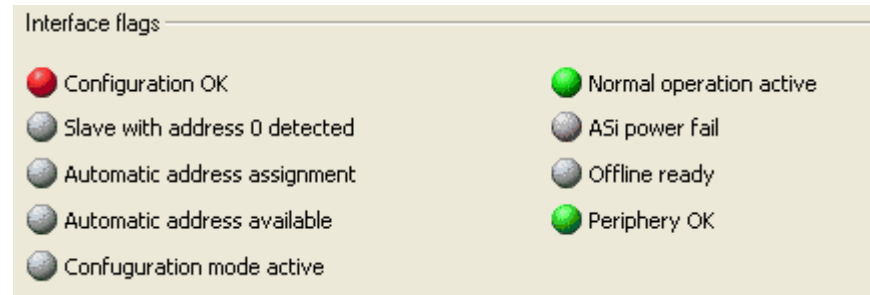 Interface flags
Configuration OK
Normal operation active
Slave with address 0 detected
ASi power fail
Automatic address assignment
Offline ready
Automatic address available
Periphery OK
Confuguration mode active